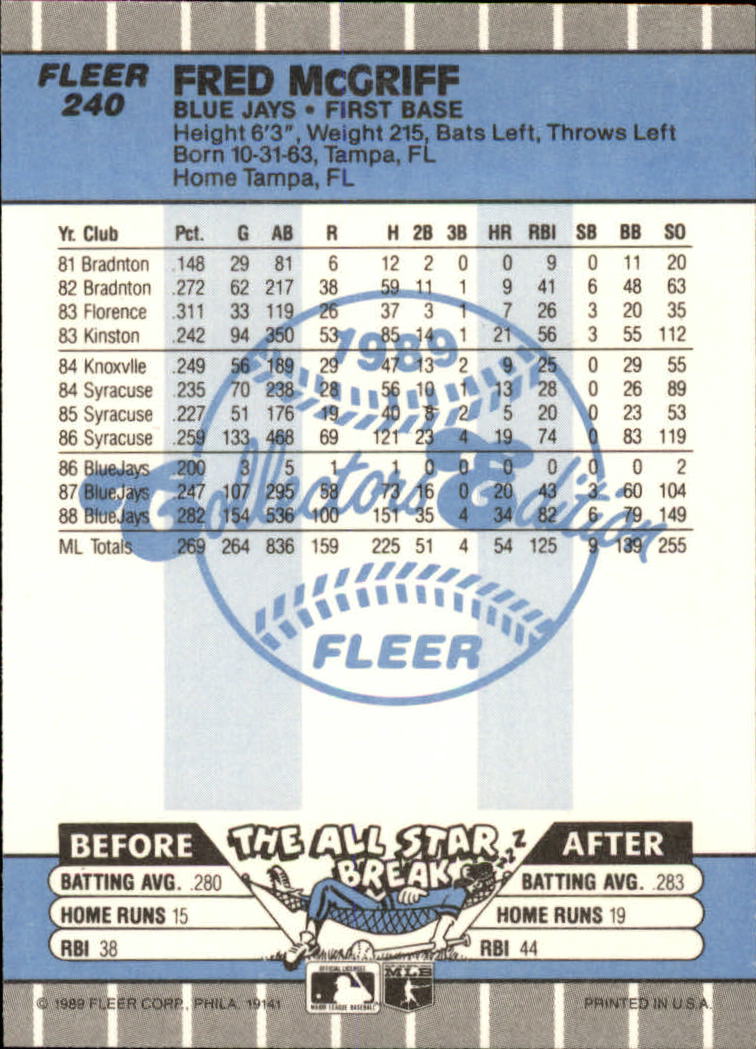 FLEER
240
FRED McGRIFF
BLUE JAYS • FIRST BASE
Height 6'3", Weight 215, Bats Left, Throws Left
Born 10-31-63, Tampa, FL
Home Tampa, FL
Yr. Club Pct. G AB R H 2B 3B HR RBI SB BB SO
81 Bradnton .148 29 81 6 12 2 0 0 9 0 11 20
82 Bradnton .272 62 217 38 59 11 1 9 41 6 48 63
83 Florence .311 33 119 26 37 3 1 7 26 3 20 35
83 Kinston .242 94 350 53 85 14 1 21 56 3 55 112
84 Knoxvlle .249 56 189 29 47 13 2 9 25 0 29 55
84 Syracuse .235 70 238 28 56 10 1 13 28 0 26 89
85 Syracuse .227 51 176 19 40 8 2 5 20 0 23 53
86 Syracuse .259 133 468 69 121 23 4 19 74 0 83 119
86 BlueJays .200 3 5 1 1 0 0 0 0 0 0 2
87 BlueJays .247 107 295 58 73 16 0 20 43 3 60 104
88 BlueJays .282 154 536 100 151 35 4 34 82 6 79 149
ML Totals .269 264 836 159 225 51 4 54 125 9 139 255
1989
Collectors' Edition
FLEER
BEFORE THE ALL STAR BREAK AFTER
zZZ
BATTING AVG. .280 BATTING AVG. .283
HOME RUNS 15 HOME RUNS 19
RBI 38 RBI 44
OFFICIAL LICENSEE
MAJOR LEAGUE BASEBALL
MLB
© 1989 FLEER CORP., PHILA. 19141 PRINTED IN U.S.A.